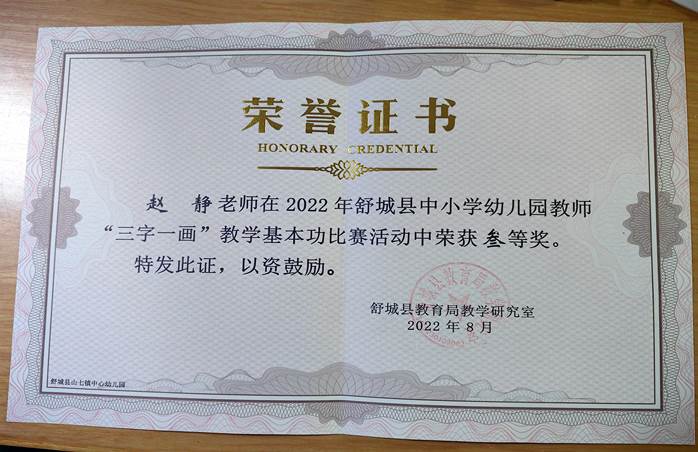 荣誉证书
HONORARY CREDENTIAL
赵 静老师在2022年舒城县中小学幼儿园教师
“三字一画”教学基本功比赛活动中荣获叁等奖。
特发此证，以资鼓励。
舒城县教育局教学研究室
2022年8月
舒城县山七镇中心幼儿园